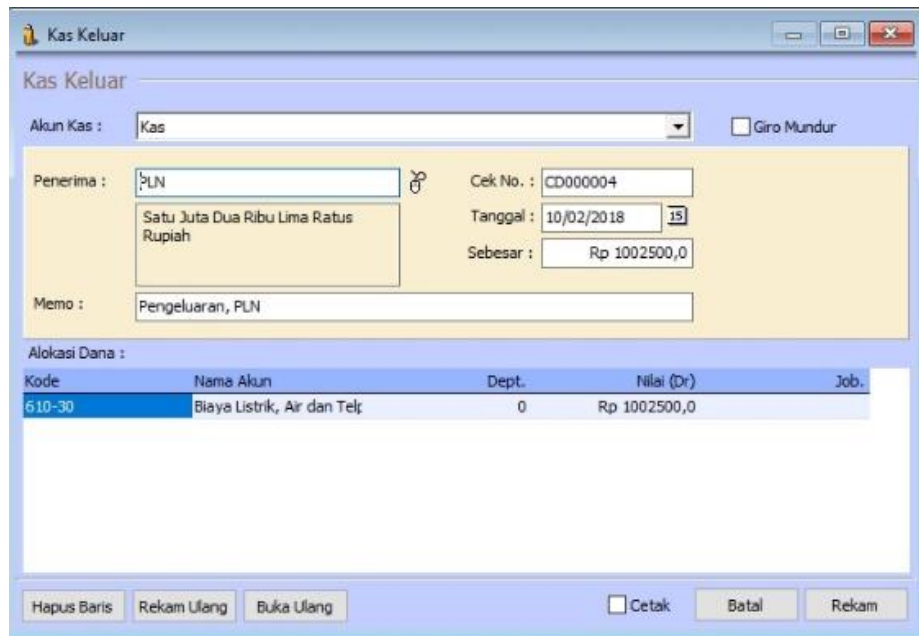 Kas Keluar
Kas Keluar
Akun Kas : Kas Giro Mundur
Penerima : PLN Cek No. : CD000004
Satu Juta Dua Ribu Lima Ratus Tanggal : 10/02/2018 15
Rupiah Sebesar : Rp 1002500,0
Memo : Pengeluaran, PLN
Alokasi Dana :
Kode Nama Akun Dept. Nilai (Dr) Job.
610-30 Biaya Listrik, Air dan Telp 0 Rp 1002500,0
Hapus Baris Rekam Ulang Buka Ulang Cetak Batal Rekam